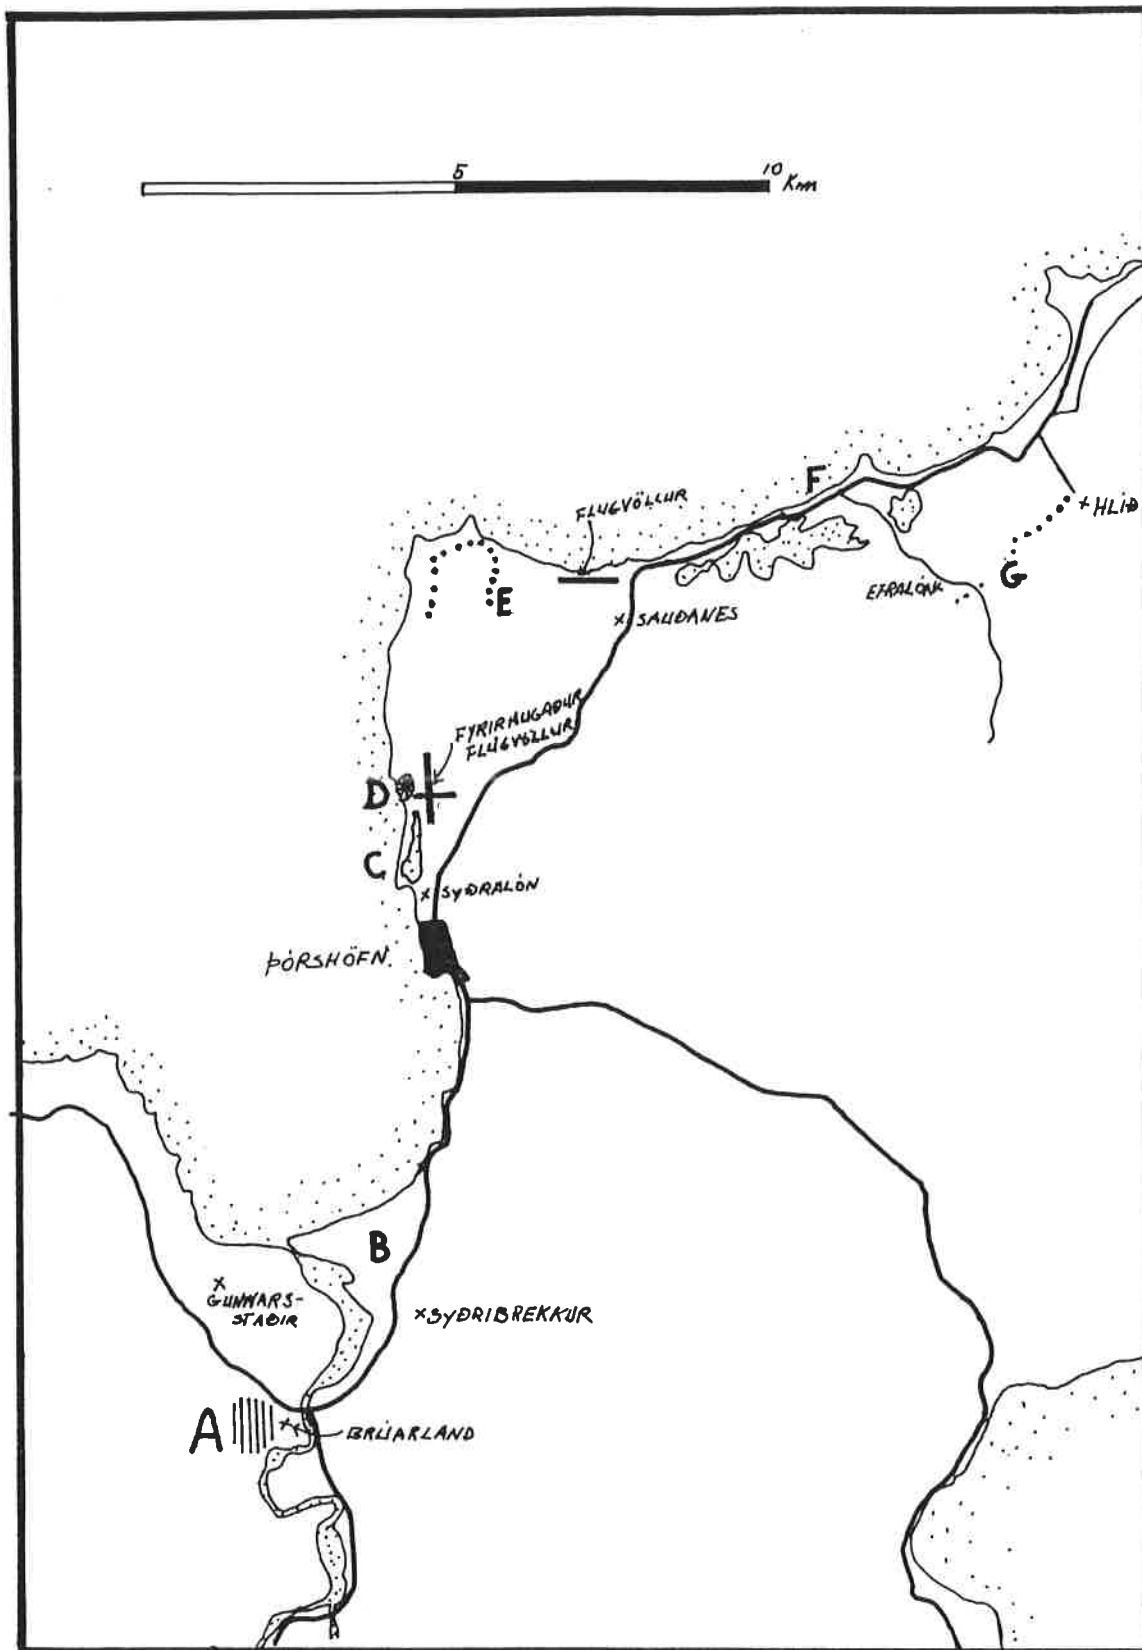 5
10 Km
F
FLUGVÖLLUR
HLIÐ
E
G
EFRALÓN
SAUÐANES
FYRIRHUGAÐUR
FLUGVÖLLUR
D
C
SYÐRALÓN
ÞÓRSHÖFN
B
GUNNARS-
STAÐIR
SYÐRIBREKKUR
A
BRÚARLAND